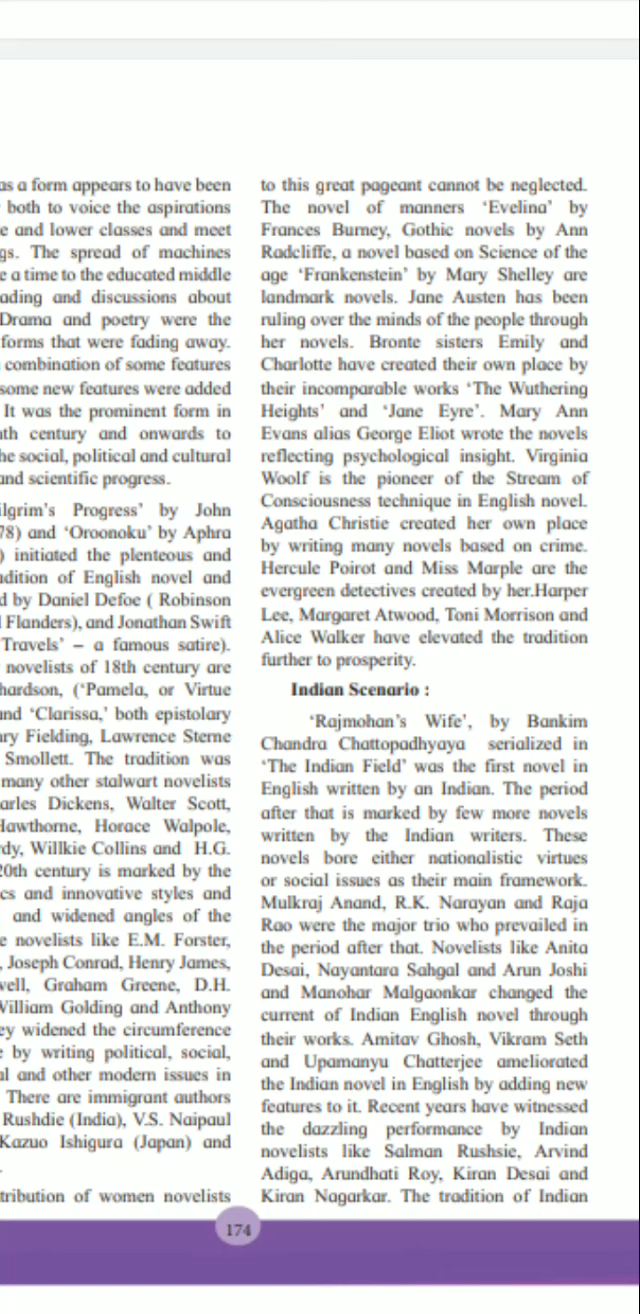 as a form appears to have been
both to voice the aspirations
e and lower classes and meet
gs. The spread of machines
e a time to the educated middle
ading and discussions about
Drama and poetry were the
forms that were fading away.
combination of some features
some new features were added
It was the prominent form in
th century and onwards to
he social, political and cultural
and scientific progress.
ilgrim's Progress' by John
78) and 'Oroonoku' by Aphra
) initiated the plenteous and
adition of English novel and
d by Daniel Defoe ( Robinson
l Flanders), and Jonathan Swift
Travels' – a famous satire).
novelists of 18th century are
hardson, ('Pamela, or Virtue
and 'Clarissa,' both epistolary
nry Fielding, Lawrence Sterne
Smollett. The tradition was
many other stalwart novelists
arles Dickens, Walter Scott,
Hawthorne, Horace Walpole,
rdy, Willkie Collins and H.G.
20th century is marked by the
cs and innovative styles and
and widened angles of the
e novelists like E.M. Forster,
, Joseph Conrad, Henry James,
well, Graham Greene, D.H.
William Golding and Anthony
ey widened the circumference
e by writing political, social,
al and other modern issues in
There are immigrant authors
Rushdie (India), V.S. Naipaul
Kazuo Ishigura (Japan) and
.
tribution of women novelists
to this great pageant cannot be neglected.
The novel of manners 'Evelina' by
Frances Burney, Gothic novels by Ann
Radcliffe, a novel based on Science of the
age 'Frankenstein' by Mary Shelley are
landmark novels. Jane Austen has been
ruling over the minds of the people through
her novels. Bronte sisters Emily and
Charlotte have created their own place by
their incomparable works 'The Wuthering
Heights' and 'Jane Eyre'. Mary Ann
Evans alias George Eliot wrote the novels
reflecting psychological insight. Virginia
Woolf is the pioneer of the Stream of
Consciousness technique in English novel.
Agatha Christie created her own place
by writing many novels based on crime.
Hercule Poirot and Miss Marple are the
evergreen detectives created by her.Harper
Lee, Margaret Atwood, Toni Morrison and
Alice Walker have elevated the tradition
further to prosperity.
Indian Scenario :
'Rajmohan's Wife', by Bankim
Chandra Chattopadhyaya serialized in
'The Indian Field' was the first novel in
English written by an Indian. The period
after that is marked by few more novels
written by the Indian writers. These
novels bore either nationalistic virtues
or social issues as their main framework.
Mulkraj Anand, R.K. Narayan and Raja
Rao were the major trio who prevailed in
the period after that. Novelists like Anita
Desai, Nayantara Sahgal and Arun Joshi
and Manohar Malgaonkar changed the
current of Indian English novel through
their works. Amitav Ghosh, Vikram Seth
and Upamanyu Chatterjee ameliorated
the Indian novel in English by adding new
features to it. Recent years have witnessed
the dazzling performance by Indian
novelists like Salman Rushsie, Arvind
Adiga, Arundhati Roy, Kiran Desai and
Kiran Nagarkar. The tradition of Indian
174